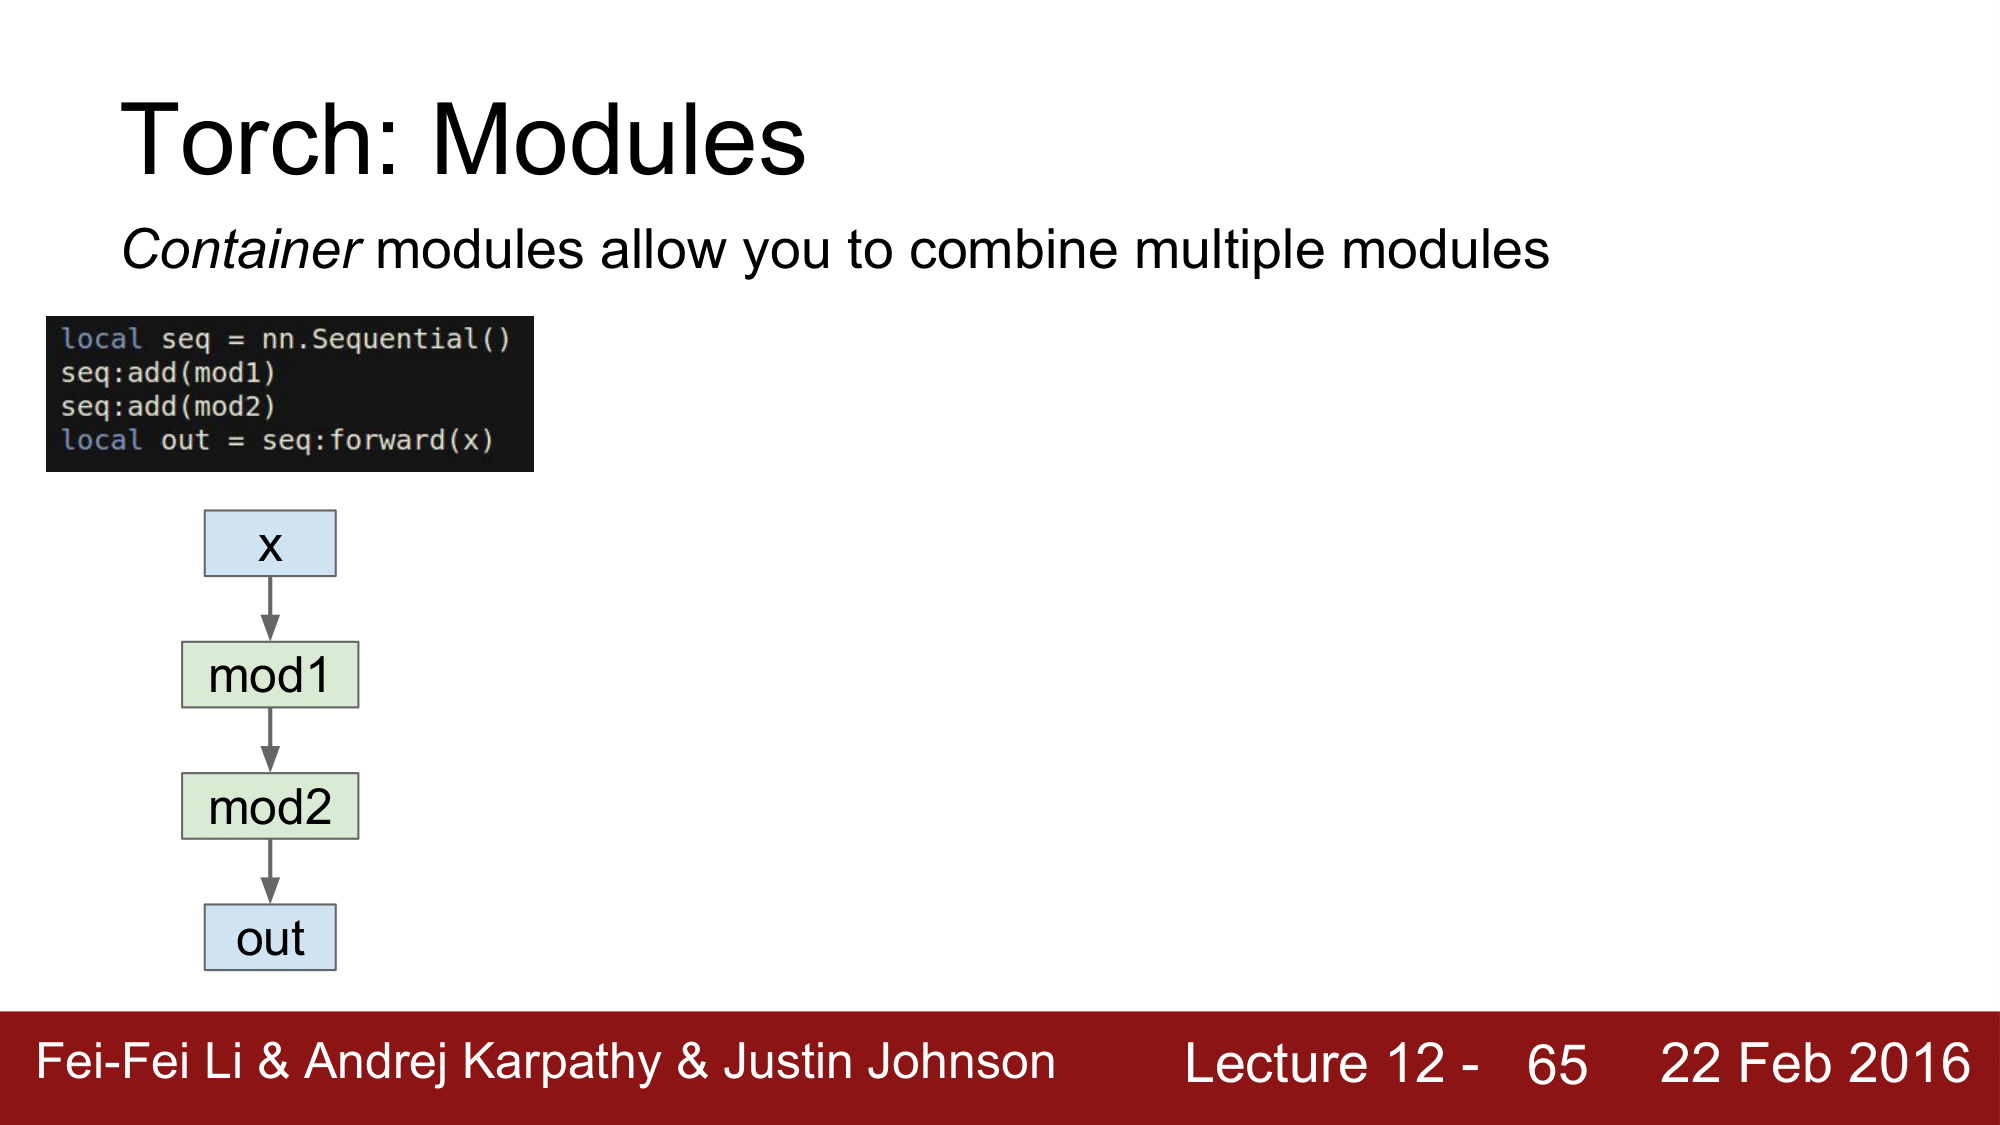 Torch: Modules
Container modules allow you to combine multiple modules
local seq = nn.Sequential()
seq:add(mod1)
seq:add(mod2)
local out = seq:forward(x)
x
mod1
mod2
out
Fei-Fei Li & Andrej Karpathy & Justin Johnson Lecture 12 - 65 22 Feb 2016